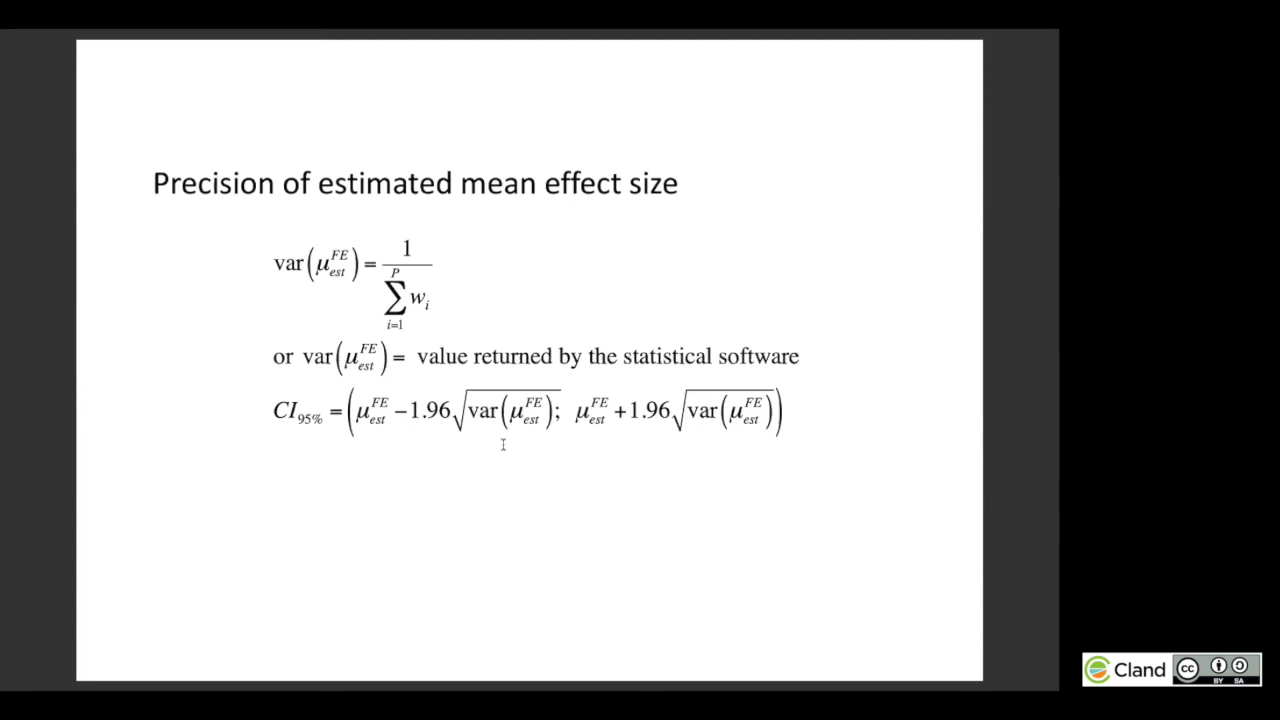 Precision of estimated mean effect size
var(μ_est^FE) = 1 / ∑_{i=1}^{P} w_i
or var(μ_est^FE) = value returned by the statistical software
CI_95% = (μ_est^FE − 1.96√var(μ_est^FE); μ_est^FE + 1.96√var(μ_est^FE))
Cland
cc
BY SA